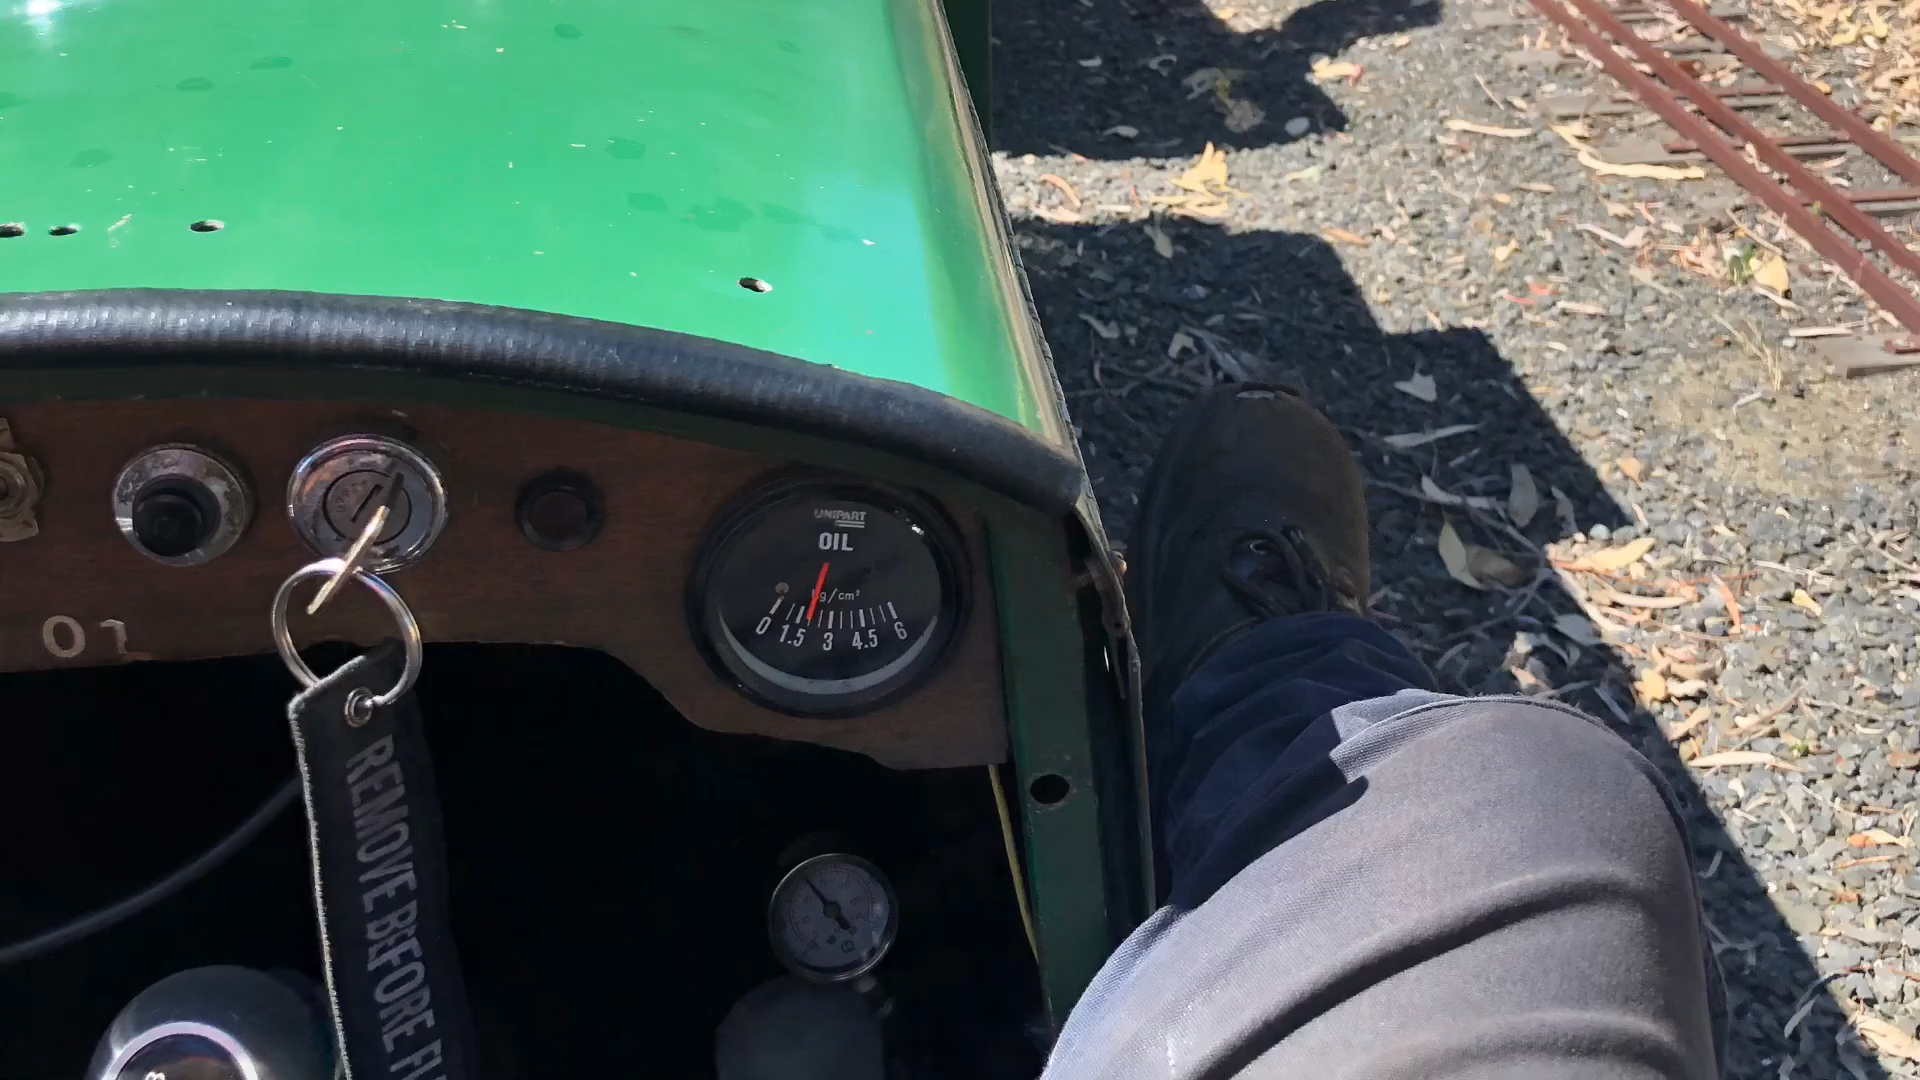 UNIPART
OIL
kg/cm²
0 1.5 3 4.5 6
01
REMOVE BEFORE